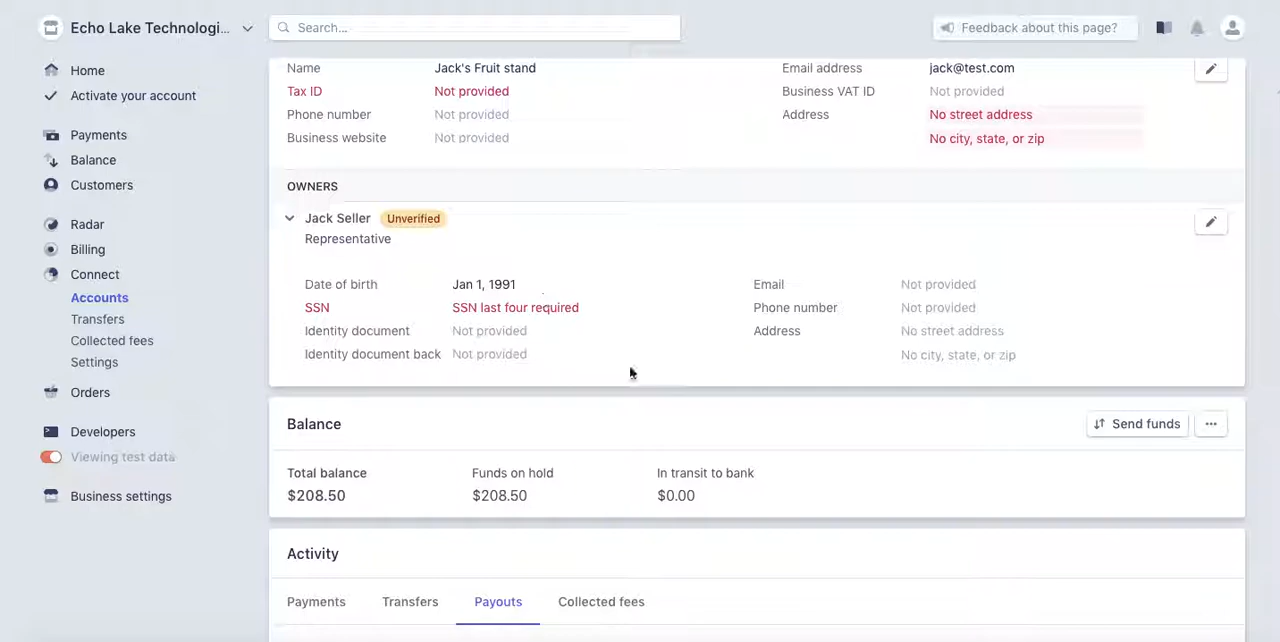 Echo Lake Technologi...
Search...
Feedback about this page?
Home
Activate your account
Payments
Balance
Customers
Radar
Billing
Connect
Accounts
Transfers
Collected fees
Settings
Orders
Developers
Viewing test data
Business settings
Name Jack's Fruit stand Email address jack@test.com
Tax ID Not provided Business VAT ID Not provided
Phone number Not provided Address No street address
Business website Not provided No city, state, or zip
OWNERS
Jack Seller Unverified
Representative
Date of birth Jan 1, 1991 Email Not provided
SSN SSN last four required Phone number Not provided
Identity document Not provided Address No street address
Identity document back Not provided No city, state, or zip
Balance Send funds
Total balance Funds on hold In transit to bank
$208.50 $208.50 $0.00
Activity
Payments Transfers Payouts Collected fees